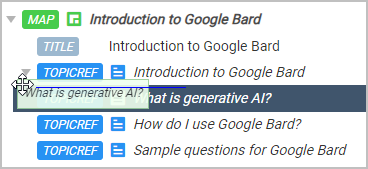 MAP Introduction to Google Bard
TITLE Introduction to Google Bard
TOPICREF Introduction to Google Bard
What is generative AI? What is generative AI?
TOPICREF How do I use Google Bard?
TOPICREF Sample questions for Google Bard